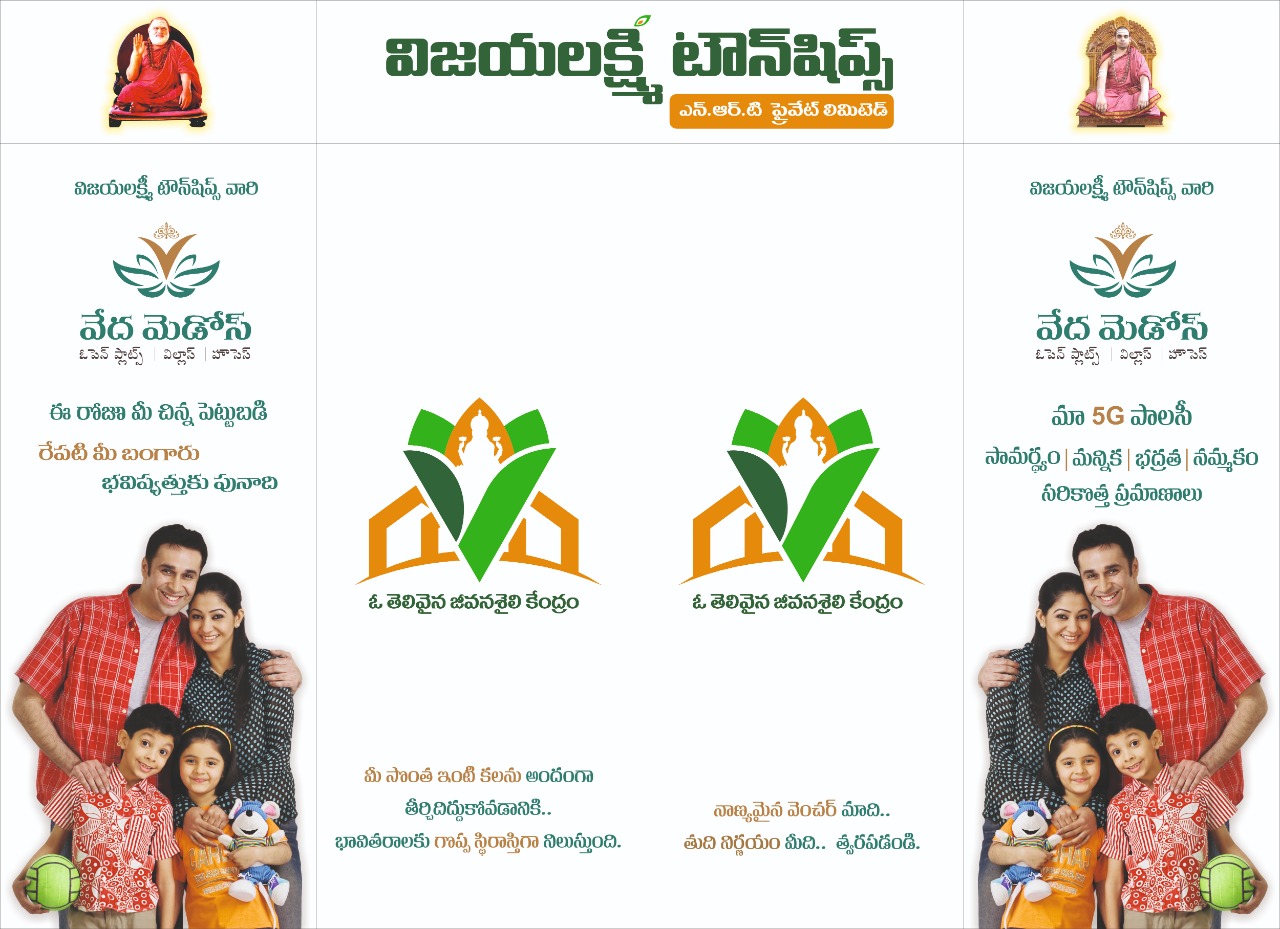 విజయలక్ష్మి టౌన్‌షిప్స్
ఎన్.ఆర్.టి ప్రైవేట్ లిమిటెడ్
విజయలక్ష్మీ టౌన్‌షిప్స్ వారి
వేద మెడోస్
ఓపెన్ ప్లాట్స్ | విల్లాస్ | హౌసెస్
ఈ రోజు మీ చిన్న పెట్టుబడి
రేపటి మీ బంగారు
భవిష్యత్తుకు పునాది
ఓ తెలివైన జీవనశైలి కేంద్రం
మీ సొంత ఇంటి కలను అందంగా
తీర్చిదిద్దుకోవడానికి..
భావితరాలకు గొప్ప స్థిరాస్తిగా నిలుస్తుంది.
ఓ తెలివైన జీవనశైలి కేంద్రం
నాణ్యమైన వెంచర్ మాది..
తుది నిర్ణయం మీది.. త్వరపడండి.
విజయలక్ష్మీ టౌన్‌షిప్స్ వారి
వేద మెడోస్
ఓపెన్ ప్లాట్స్ | విల్లాస్ | హౌసెస్
మా 5G పాలసీ
సామర్ధ్యం | మన్నిక | భద్రత | నమ్మకం
సరికొత్త ప్రమాణాలు